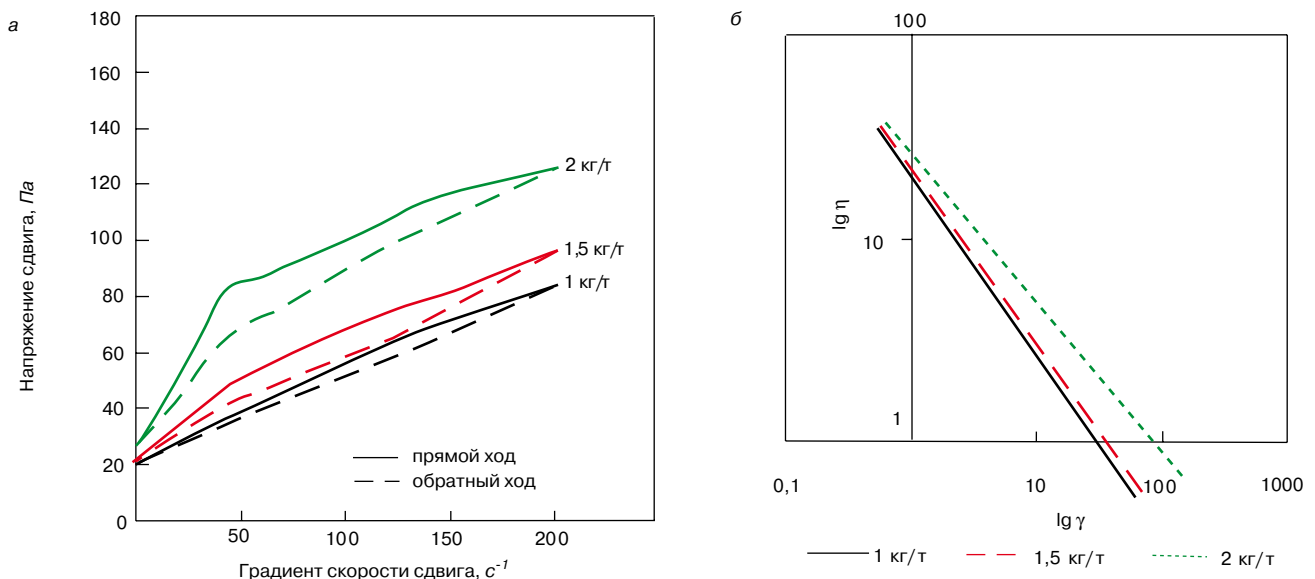 а
Напряжение сдвига, Па
180
160
140
120
100
80
60
40
20
0
2 кг/т
1,5 кг/т
1 кг/т
прямой ход
обратный ход
50
100
150
200
Градиент скорости сдвига, с⁻¹
б
100
lg η
10
1
0,1
10
100
1000
lg γ
1 кг/т
1,5 кг/т
2 кг/т